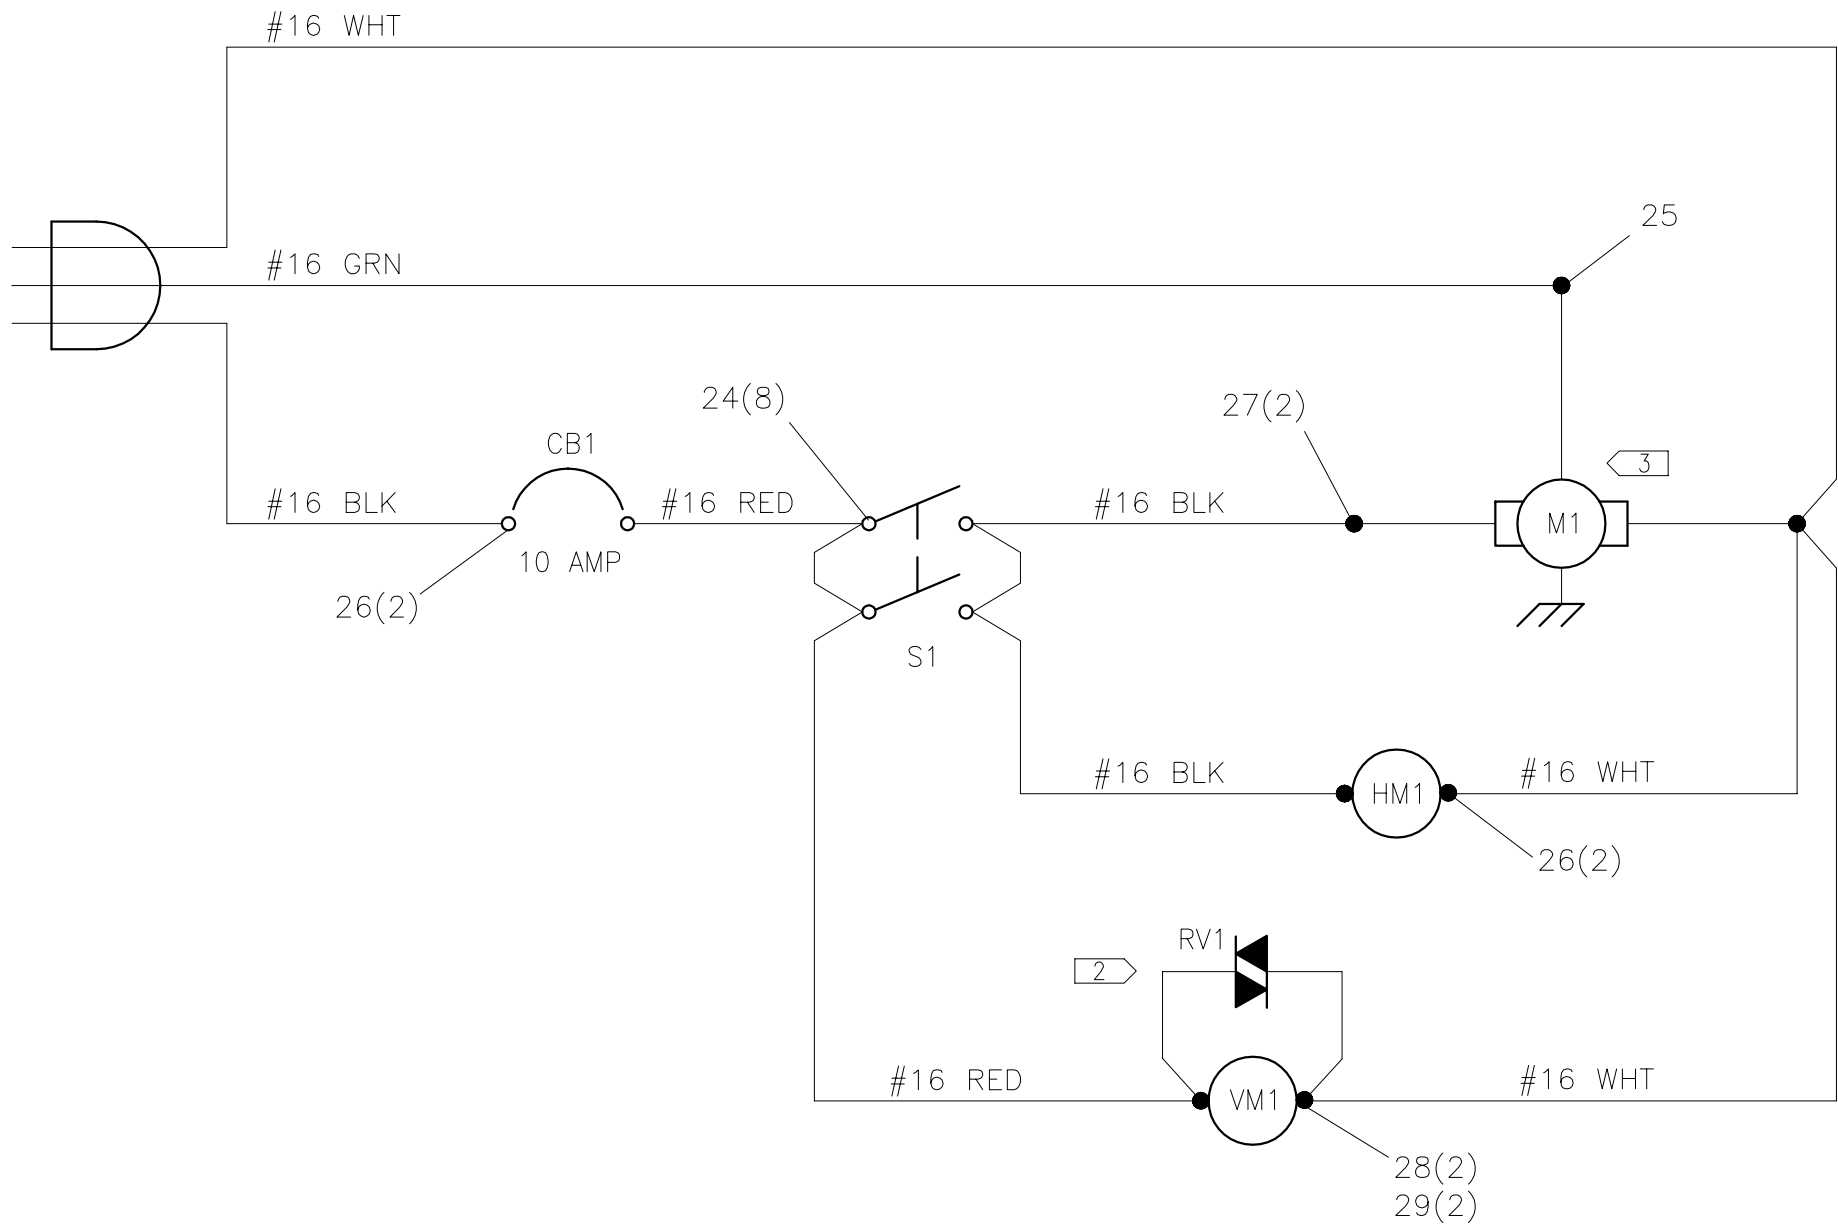 #16 WHT
25
#16 GRN
24(8)
27(2)
CB1
3
#16 BLK
#16 RED
#16 BLK
M1
10 AMP
26(2)
S1
#16 BLK
HM1
#16 WHT
26(2)
RV1
2
#16 RED
VM1
#16 WHT
28(2)
29(2)